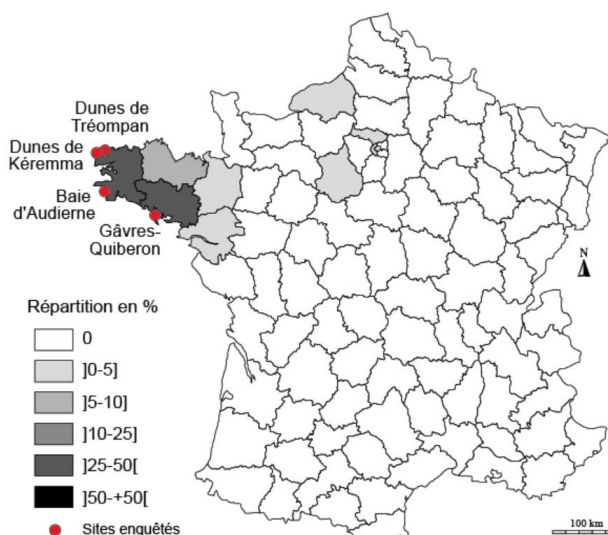 Dunes de
Tréompan
Dunes de
Kéremma
Baie
d'Audierne
Gâvres-
Quiberon
N
Répartition en %
0
]0-5]
]5-10]
]10-25]
]25-50[
]50-+50[
Sites enquêtés
100 km